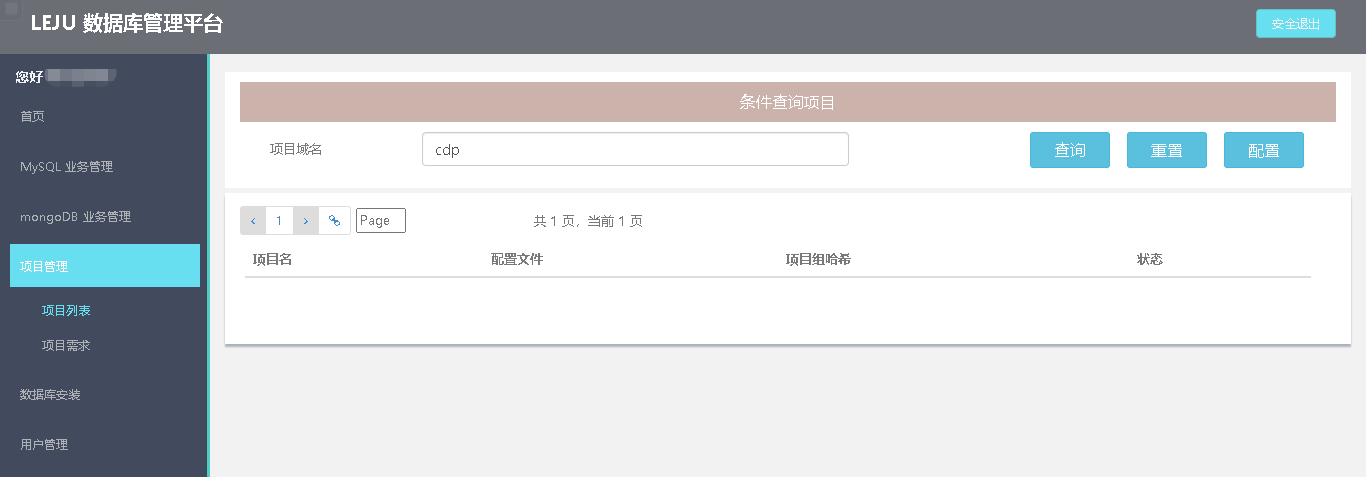 LEJU 数据库管理平台
安全退出
您好
首页
MySQL 业务管理
mongoDB 业务管理
项目管理
项目列表
项目需求
数据库安装
用户管理
条件查询项目
项目域名
cdp
查询
重置
配置
‹ 1 ›
Page
共 1 页，当前 1 页
项目名 配置文件 项目组哈希 状态